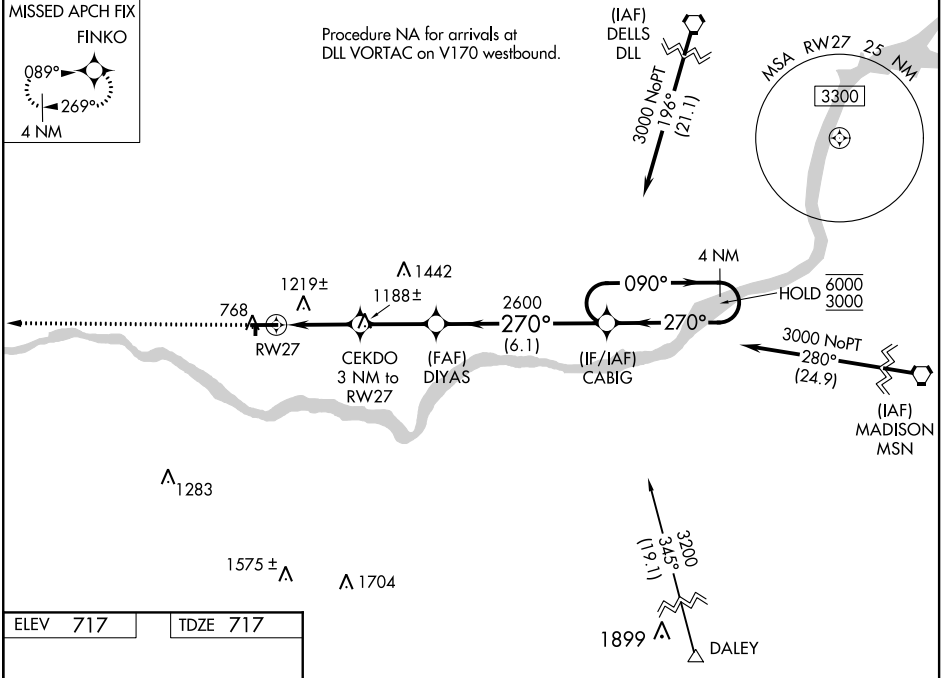 MISSED APCH FIX
FINKO
089°
269°
4 NM
Procedure NA for arrivals at
DLL VORTAC on V170 westbound.
(IAF)
DELLS
DLL
3000 NoPT
196°
(21.1)
MSA RW27 25 NM
3300
4 NM
090°
HOLD
6000
3000
270°
1442
1219±
1188±
768
2600
270°
(6.1)
RW27
CEKDO
3 NM to
RW27
(FAF)
DIYAS
(IF/IAF)
CABIG
3000 NoPT
280°
(24.9)
(IAF)
MADISON
MSN
1283
1575 ±
1704
3200
345°
(19.1)
1899
DALEY
ELEV 717
TDZE 717